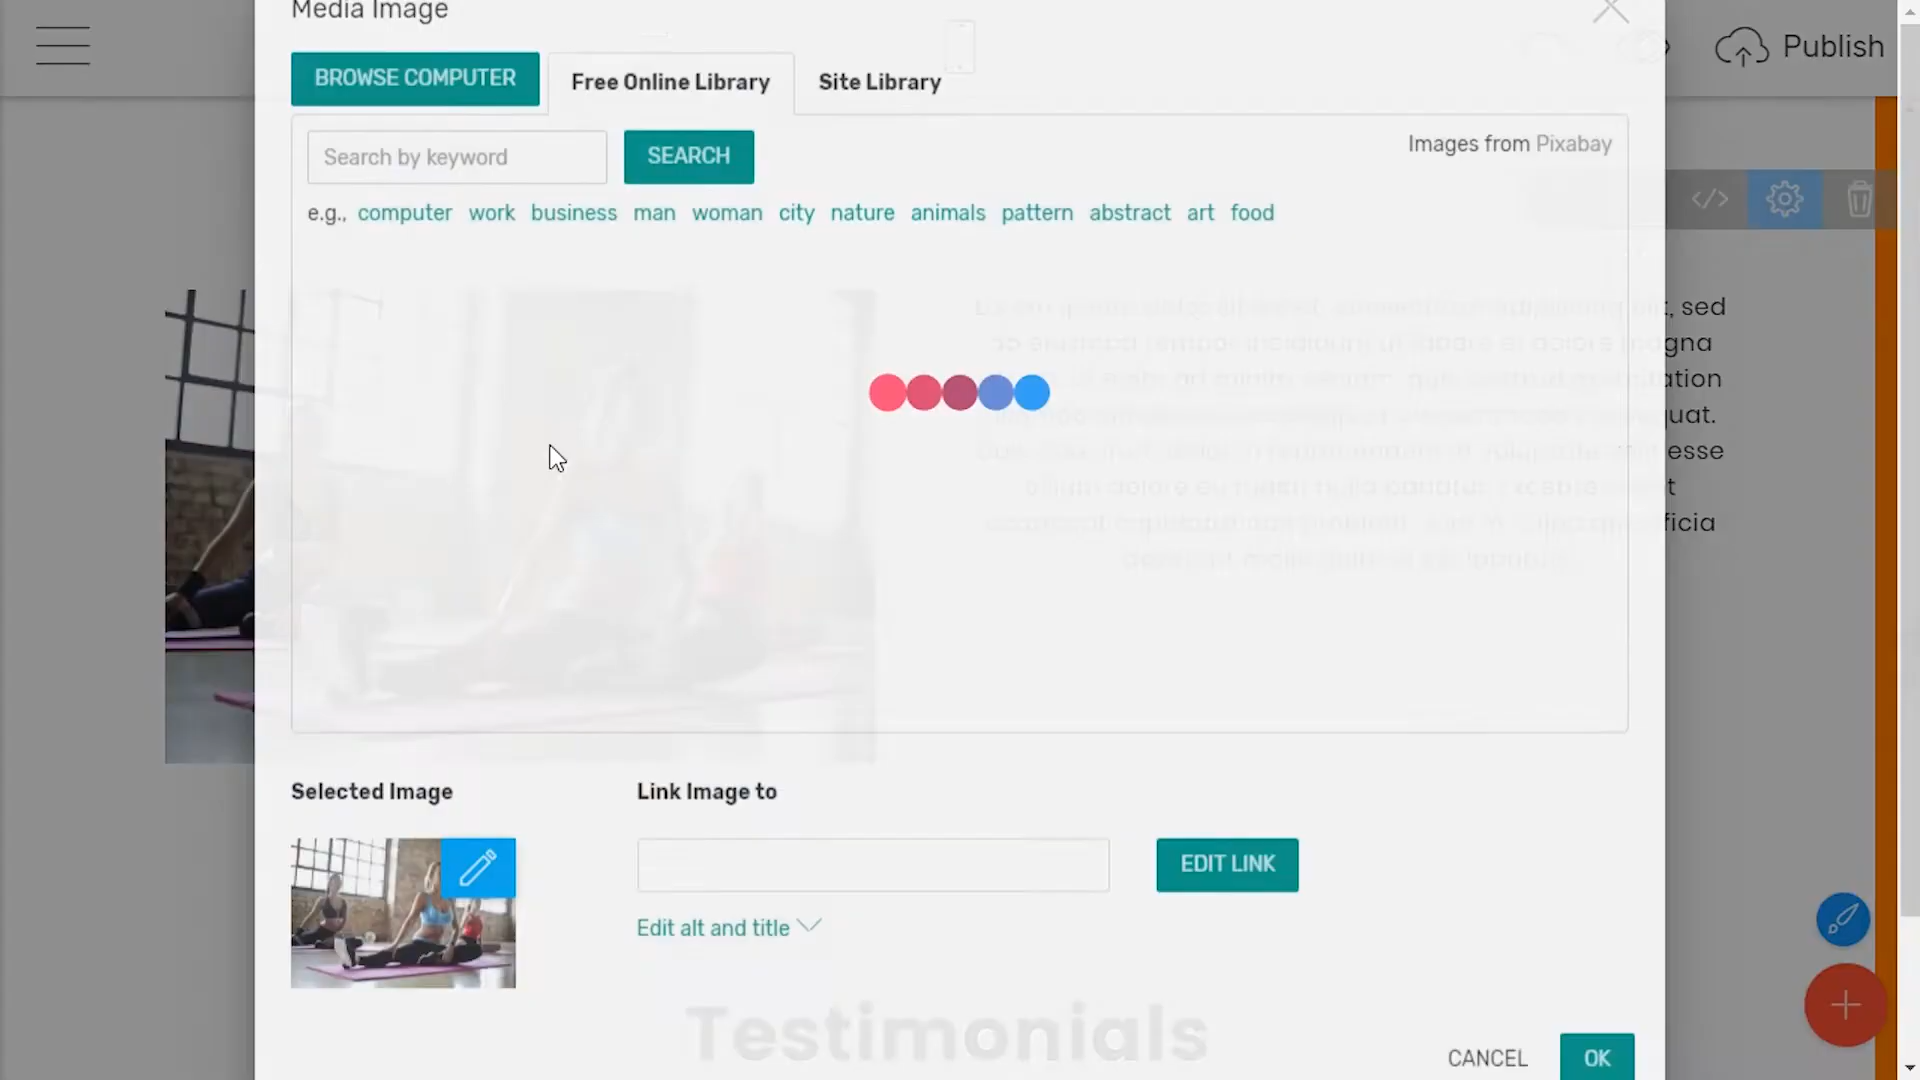 Media Image
Publish
BROWSE COMPUTER
Free Online Library
Site Library
Search by keyword
SEARCH
Images from Pixabay
e.g., computer work business man woman city nature animals pattern abstract art food
</>
, sed
gna
ation
uat.
esse
t
ficia
Selected Image
Link Image to
EDIT LINK
Edit alt and title
Testimonials
CANCEL
OK